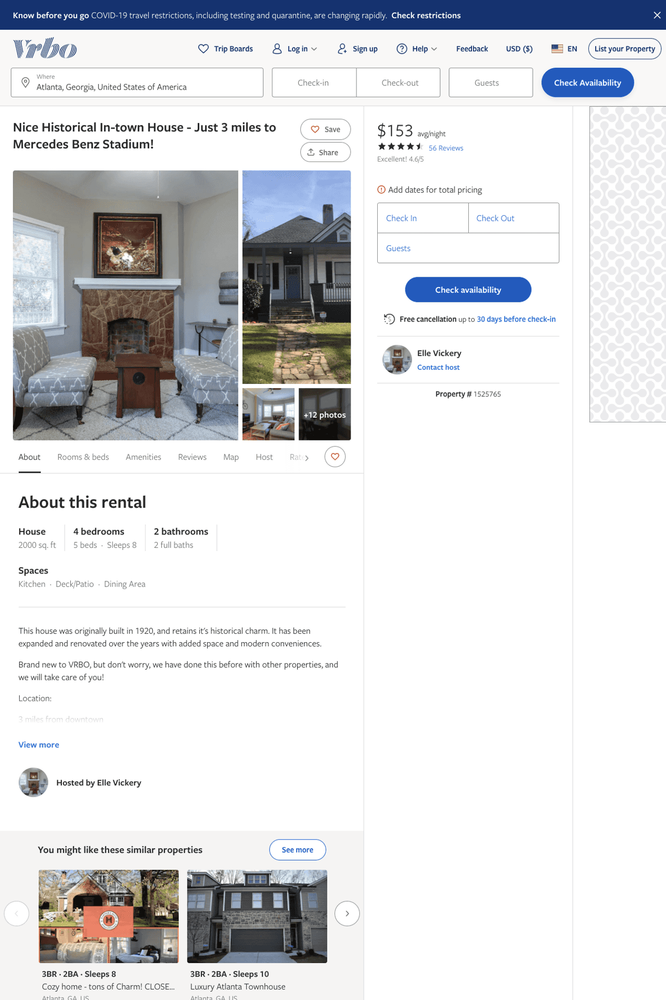 Know before you go COVID-19 travel restrictions, including testing and quarantine, are changing rapidly. Check restrictions
Vrbo
Trip Boards
Log in
Sign up
Help
Feedback
USD ($)
EN
List your Property
Where
Atlanta, Georgia, United States of America
Check-in
Check-out
Guests
Check Availability
Nice Historical In-town House - Just 3 miles to
Mercedes Benz Stadium!
Save
Share
+12 photos
$153 avg/night
56 Reviews
Excellent! 4.6/5
Add dates for total pricing
Check In
Check Out
Guests
Check availability
Free cancellation up to 30 days before check-in
Elle Vickery
Contact host
Property # 1525765
About
Rooms & beds
Amenities
Reviews
Map
Host
About this rental
House
2000 sq. ft
4 bedrooms
5 beds · Sleeps 8
2 bathrooms
2 full baths
Spaces
Kitchen · Deck/Patio · Dining Area
This house was originally built in 1920, and retains it's historical charm. It has been
expanded and renovated over the years with added space and modern conveniences.
Brand new to VRBO, but don't worry, we have done this before with other properties, and
we will take care of you!
Location:
3 miles from downtown
View more
Hosted by Elle Vickery
You might like these similar properties
See more
3BR · 2BA · Sleeps 8
Cozy home - tons of Charm! CLOSE...
Atlanta, GA, US
3BR · 2BA · Sleeps 10
Luxury Atlanta Townhouse
Atlanta, GA, US